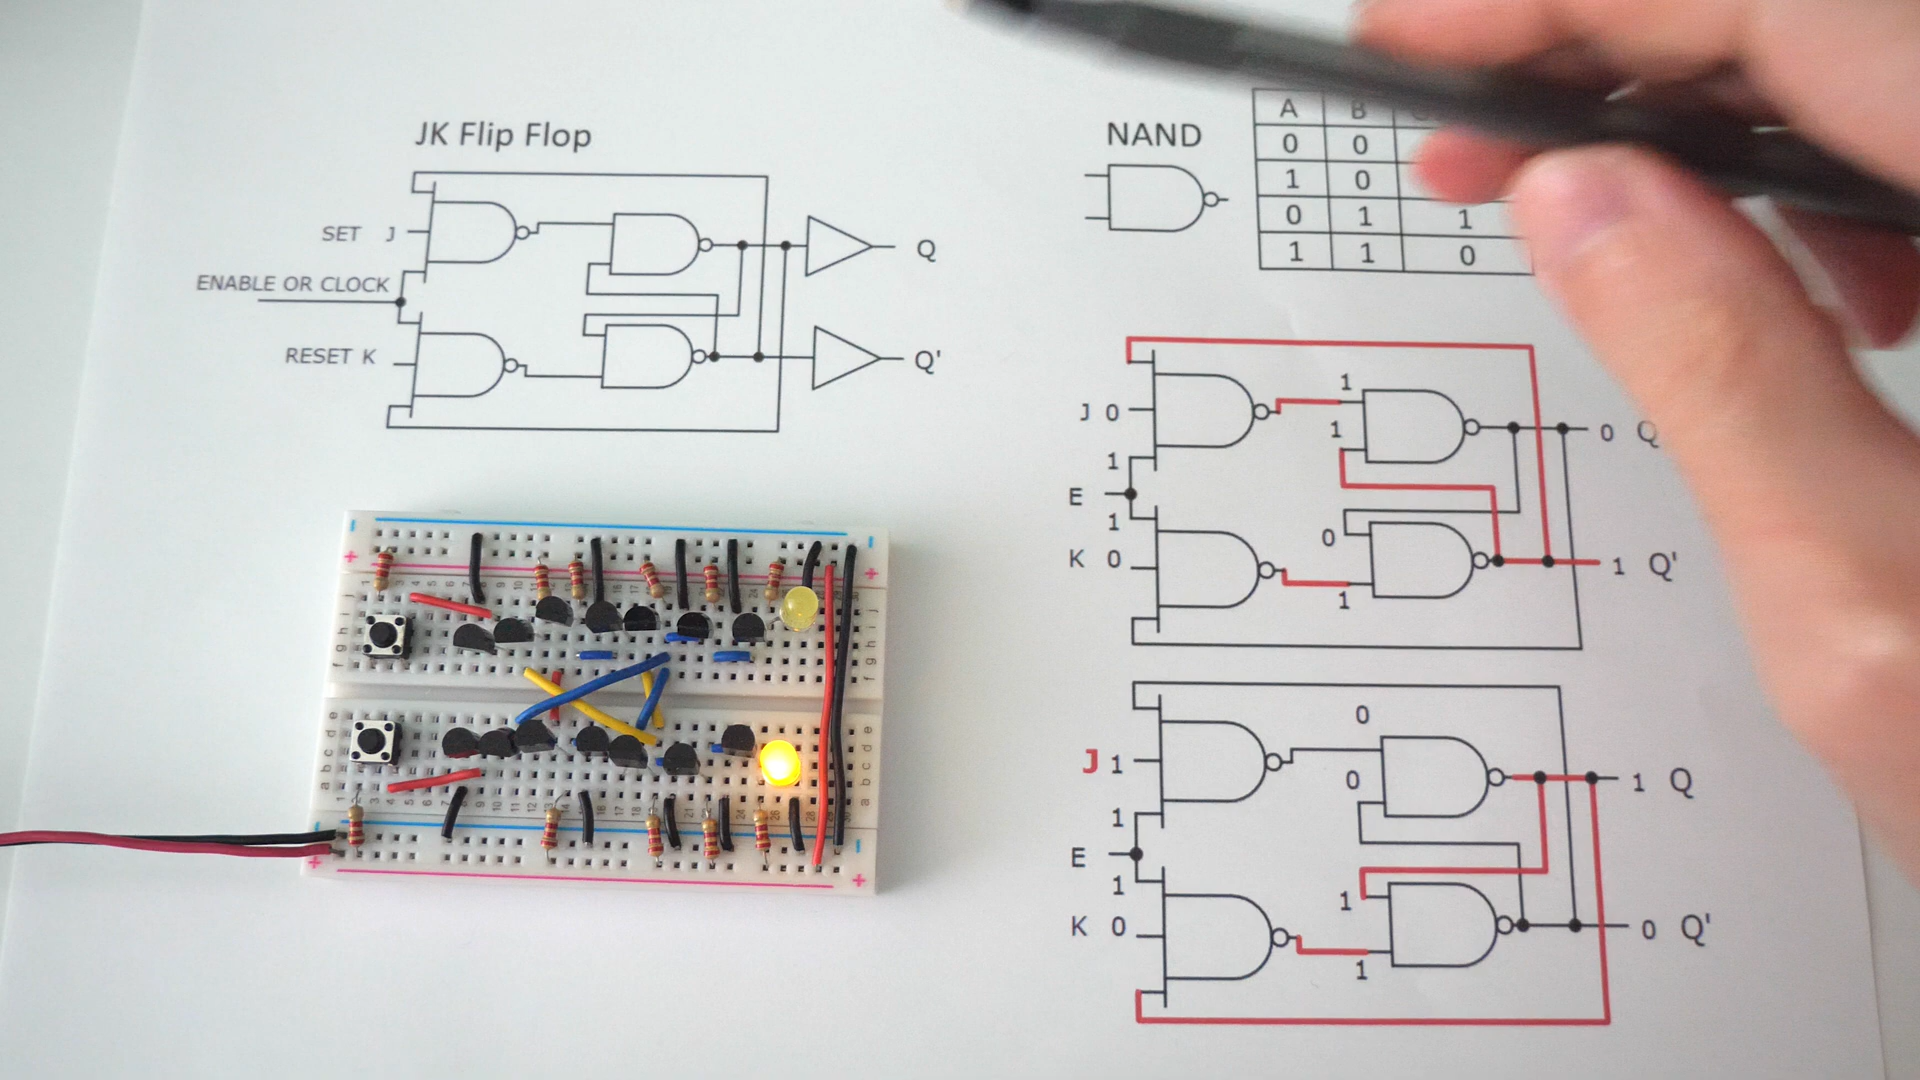 JK Flip Flop
SET J
ENABLE OR CLOCK
RESET K
Q
Q'
NAND
A B
0 0
1 0
0 1 1
1 1 0
J 0
1
E
1
K 0
1
1
0
1
0 Q
1 Q'
J 1
1
E
1
K 0
0
0
1
1
1 Q
0 Q'